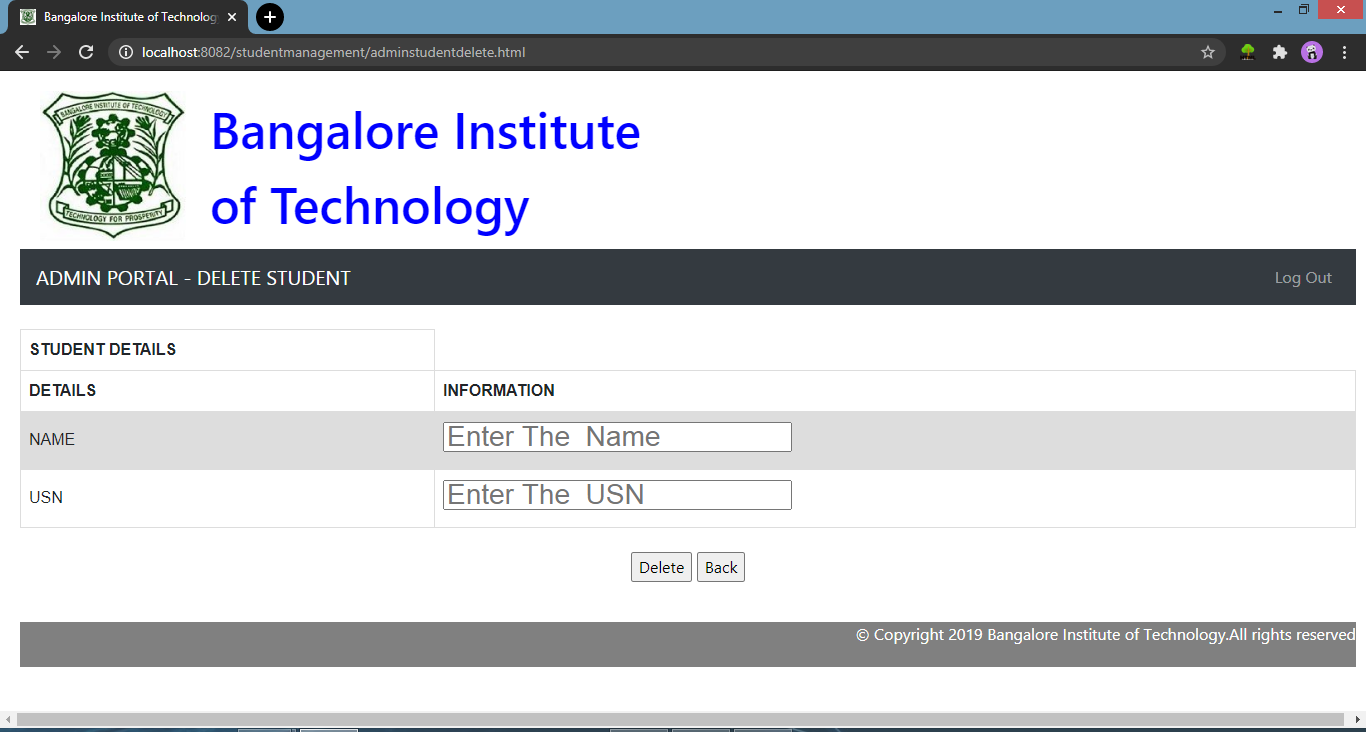 Bangalore Institute of Technolog
localhost:8082/studentmanagement/adminstudentdelete.html
BANGALORE INSTITUTE OF TECHNOLOGY
TECHNOLOGY FOR PROSPERITY
Bangalore Institute
of Technology
ADMIN PORTAL - DELETE STUDENT
Log Out
STUDENT DETAILS
DETAILS INFORMATION
NAME Enter The  Name
USN Enter The  USN
Delete Back
© Copyright 2019 Bangalore Institute of Technology.All rights reserved